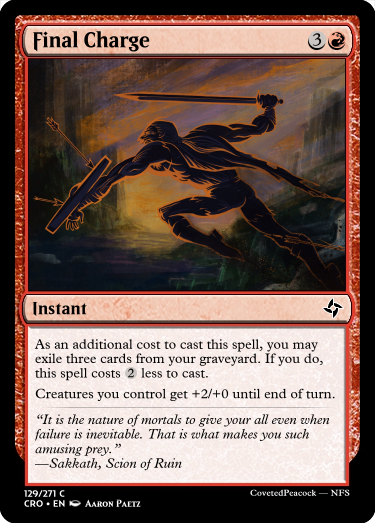 Final Charge 3
Instant
As an additional cost to cast this spell, you may
exile three cards from your graveyard. If you do,
this spell costs 2 less to cast.
Creatures you control get +2/+0 until end of turn.
“It is the nature of mortals to give your all even when
failure is inevitable. That is what makes you such
amusing prey.”
—Sakkath, Scion of Ruin
129/271 C
CRO • EN Aaron Paetz
CovetedPeacock — NFS